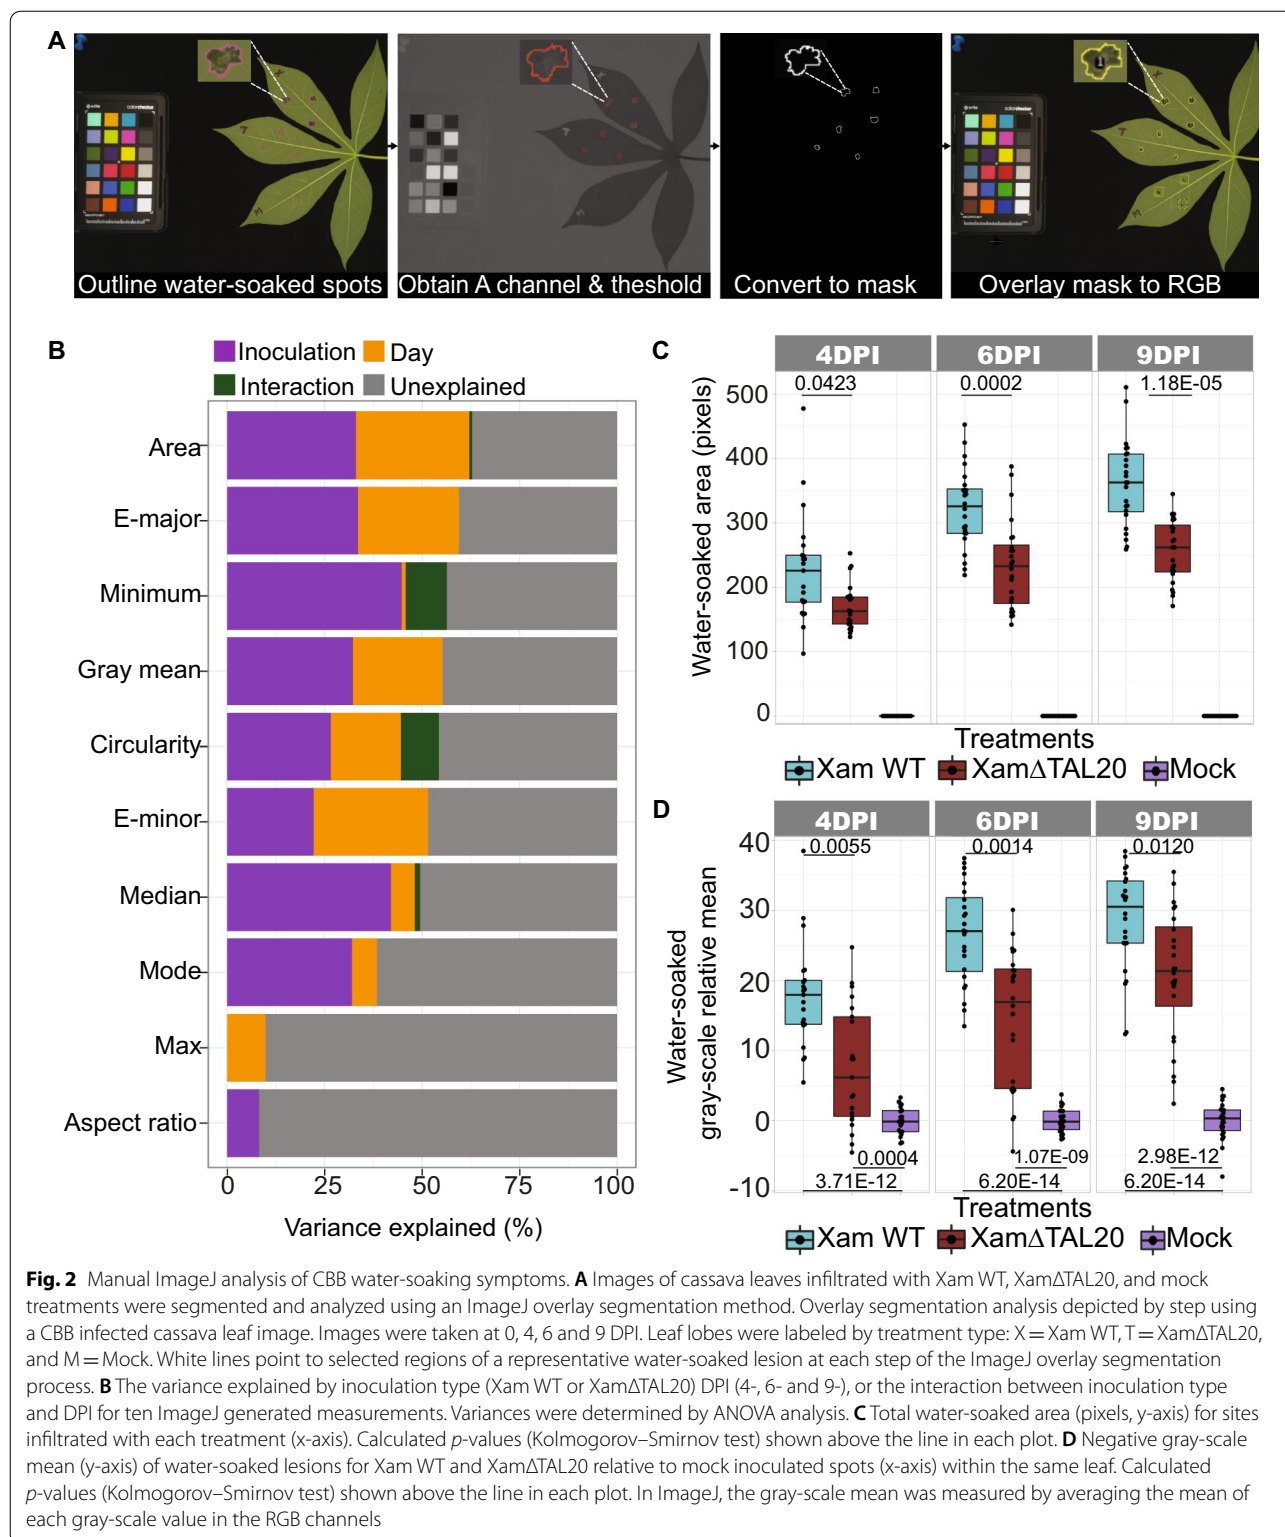 A
Outline water-soaked spots
Obtain A channel & theshold
Convert to mask
Overlay mask to RGB
B
Inoculation Day
Interaction Unexplained
Area
E-major
Minimum
Gray mean
Circularity
E-minor
Median
Mode
Max
Aspect ratio
0 25 50 75 100
Variance explained (%)
C
4DPI 6DPI 9DPI
0.0423 0.0002 1.18E-05
Water-soaked area (pixels)
500
400
300
200
100
0
Treatments
Xam WT XamΔTAL20 Mock
D
4DPI 6DPI 9DPI
0.0055 0.0014 0.0120
Water-soaked
gray-scale relative mean
40
30
20
10
0
-10
0.0004 1.07E-09 2.98E-12
3.71E-12 6.20E-14 6.20E-14
Treatments
Xam WT XamΔTAL20 Mock
Fig. 2 Manual ImageJ analysis of CBB water-soaking symptoms. A Images of cassava leaves infiltrated with Xam WT, XamΔTAL20, and mock
treatments were segmented and analyzed using an ImageJ overlay segmentation method. Overlay segmentation analysis depicted by step using
a CBB infected cassava leaf image. Images were taken at 0, 4, 6 and 9 DPI. Leaf lobes were labeled by treatment type: X = Xam WT, T = XamΔTAL20,
and M = Mock. White lines point to selected regions of a representative water-soaked lesion at each step of the ImageJ overlay segmentation
process. B The variance explained by inoculation type (Xam WT or XamΔTAL20) DPI (4-, 6- and 9-), or the interaction between inoculation type
and DPI for ten ImageJ generated measurements. Variances were determined by ANOVA analysis. C Total water-soaked area (pixels, y-axis) for sites
infiltrated with each treatment (x-axis). Calculated p-values (Kolmogorov–Smirnov test) shown above the line in each plot. D Negative gray-scale
mean (y-axis) of water-soaked lesions for Xam WT and XamΔTAL20 relative to mock inoculated spots (x-axis) within the same leaf. Calculated
p-values (Kolmogorov–Smirnov test) shown above the line in each plot. In ImageJ, the gray-scale mean was measured by averaging the mean of
each gray-scale value in the RGB channels